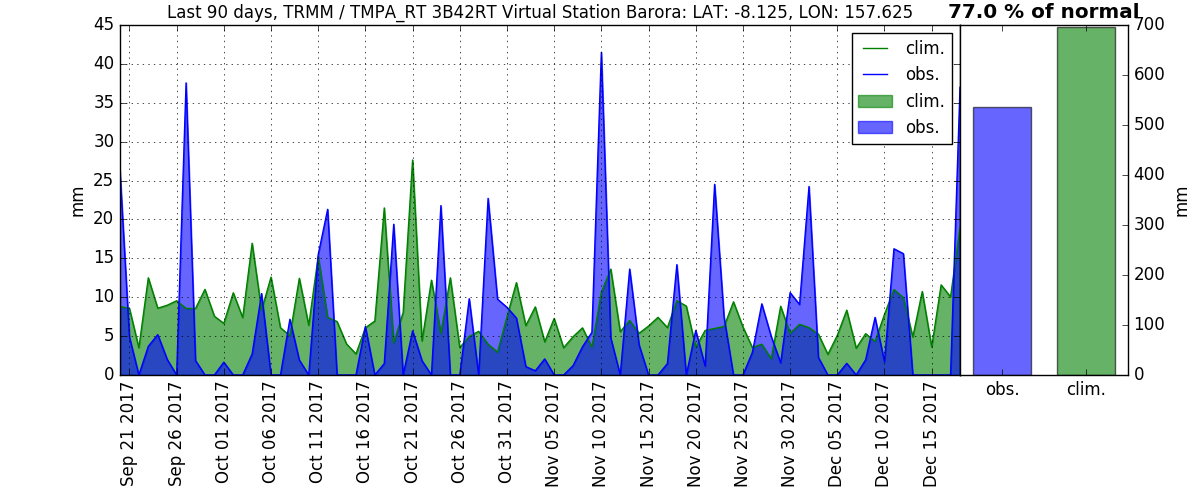 Last 90 days, TRMM / TMPA_RT 3B42RT Virtual Station Barora: LAT: -8.125, LON: 157.625
77.0 % of normal
mm
45
40
35
30
25
20
15
10
5
0
clim.
obs.
clim.
obs.
Sep 21 2017
Sep 26 2017
Oct 01 2017
Oct 06 2017
Oct 11 2017
Oct 16 2017
Oct 21 2017
Oct 26 2017
Oct 31 2017
Nov 05 2017
Nov 10 2017
Nov 15 2017
Nov 20 2017
Nov 25 2017
Nov 30 2017
Dec 05 2017
Dec 10 2017
Dec 15 2017
obs.
clim.
700
600
500
400
300
200
100
0
mm